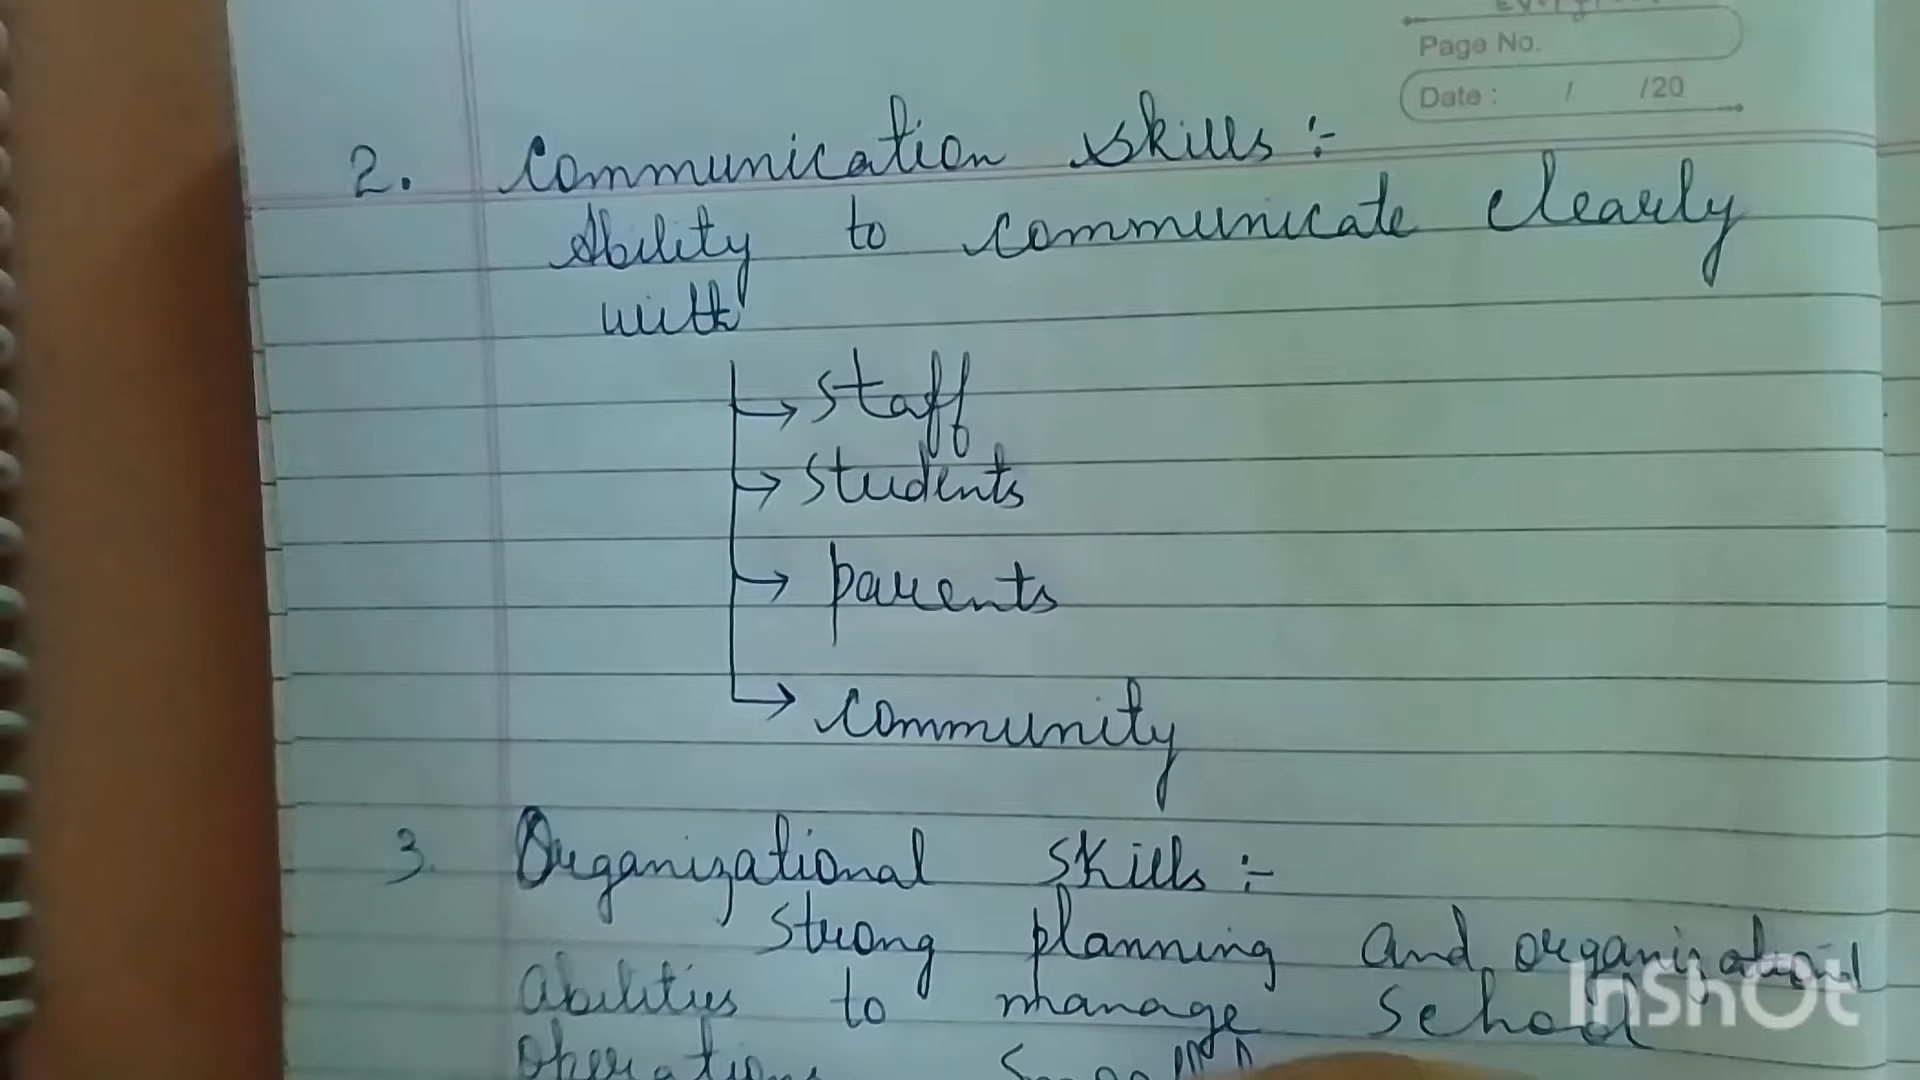 Page No.
Date : / /20
2. Communication skills :-
Ability to communicate clearly
with
→ staff
→ students
→ parents
→ community
3. Organizational skills :-
strong planning and organizational
abilities to manage school
operations
InShOt